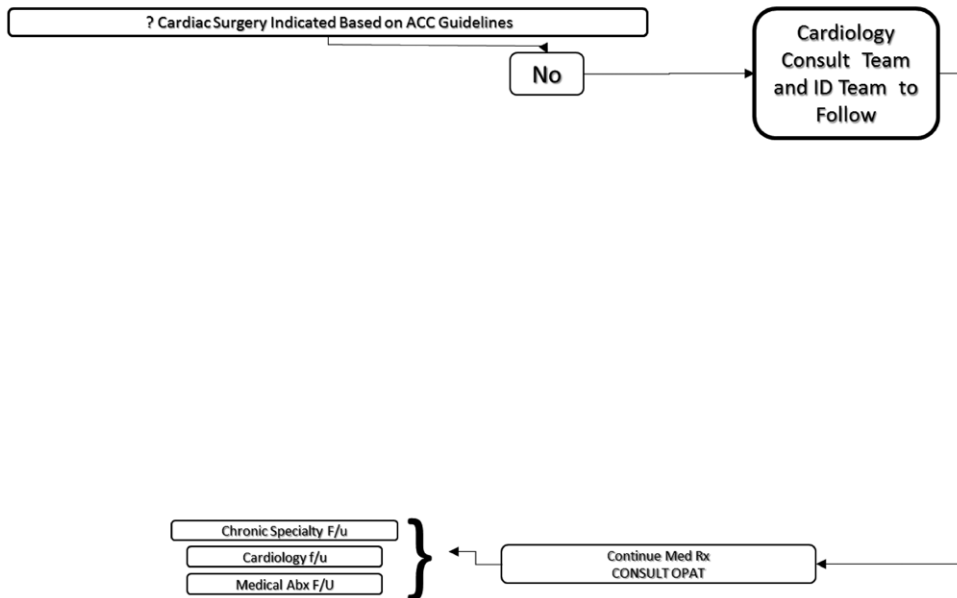 ? Cardiac Surgery Indicated Based on ACC Guidelines
No
Cardiology
Consult Team
and ID Team to
Follow
Chronic Specialty F/u
Cardiology f/u
Medical Abx F/U
Continue Med Rx
CONSULT OPAT